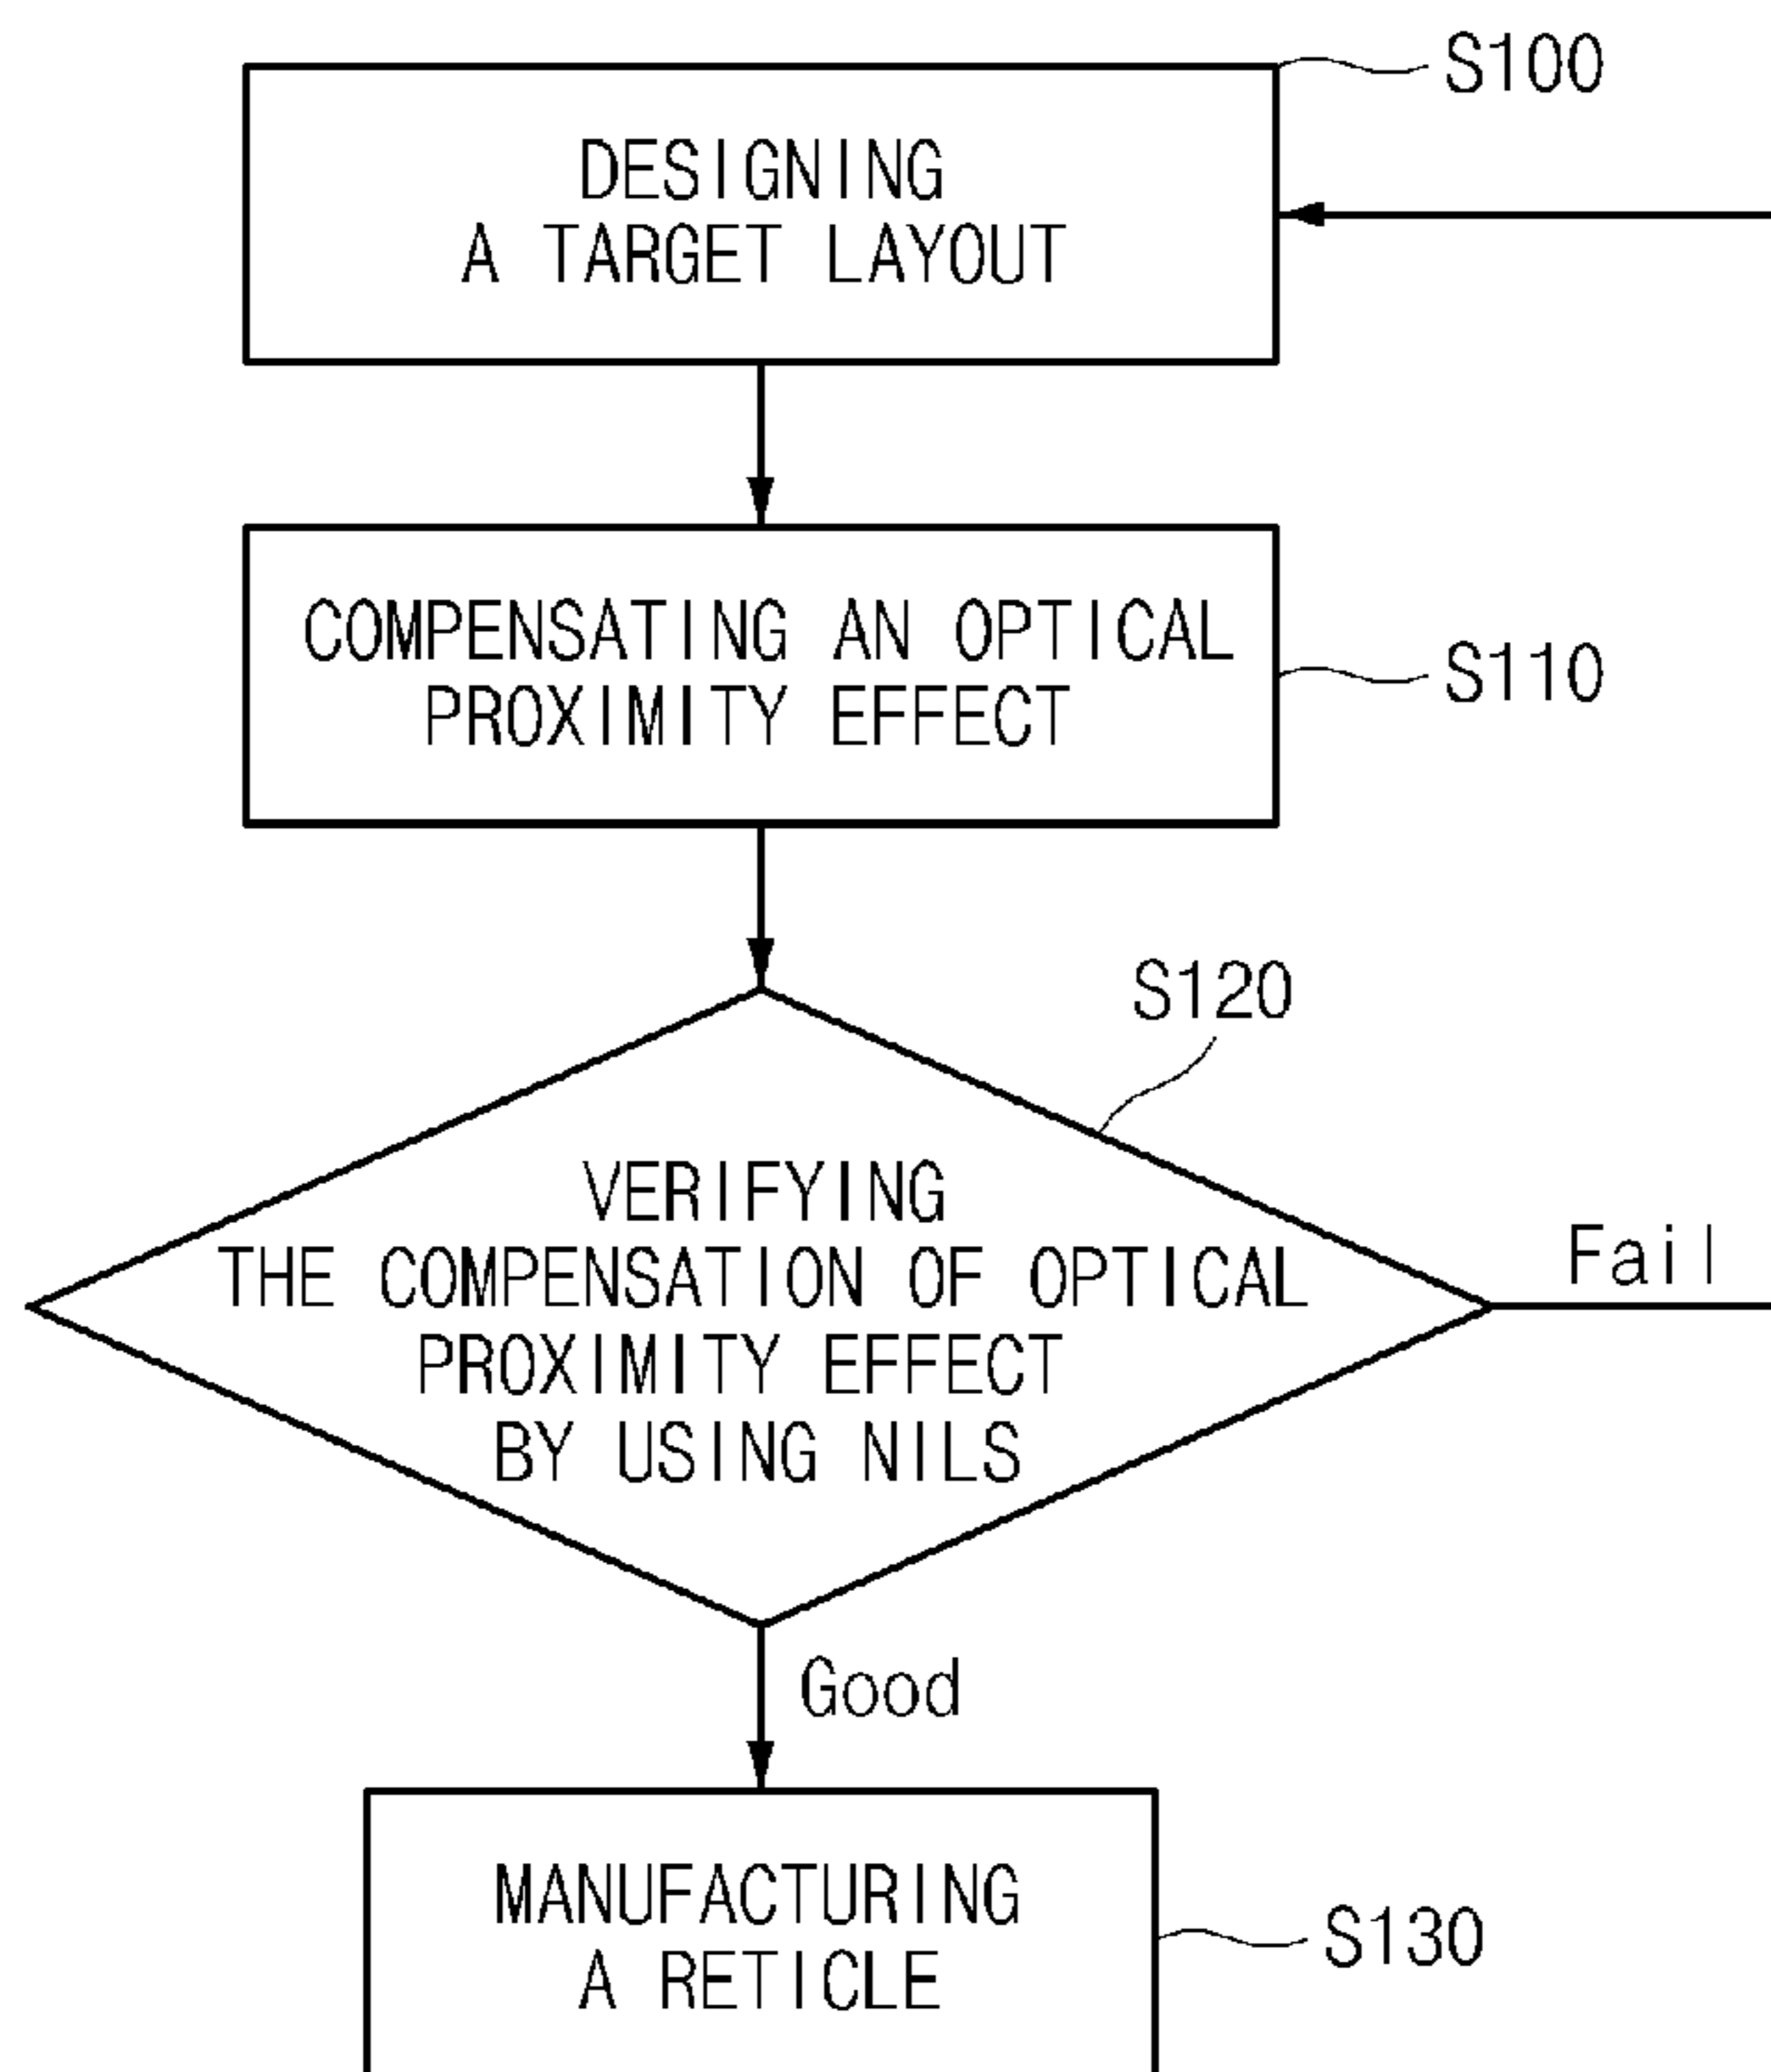 S100
DESIGNING
A TARGET LAYOUT
COMPENSATING AN OPTICAL
PROXIMITY EFFECT
S110
S120
VERIFYING
THE COMPENSATION OF OPTICAL
PROXIMITY EFFECT
BY USING NILS
Fail
Good
MANUFACTURING
A RETICLE
S130